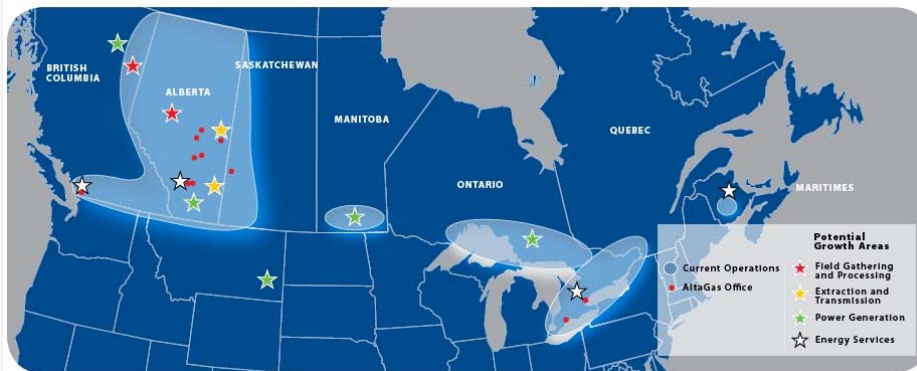 BRITISH
COLUMBIA
ALBERTA
SASKATCHEWAN
MANITOBA
ONTARIO
QUEBEC
MARITIMES
Current Operations
AltaGas Office
Potential
Growth Areas
Field Gathering
and Processing
Extraction and
Transmission
Power Generation
Energy Services